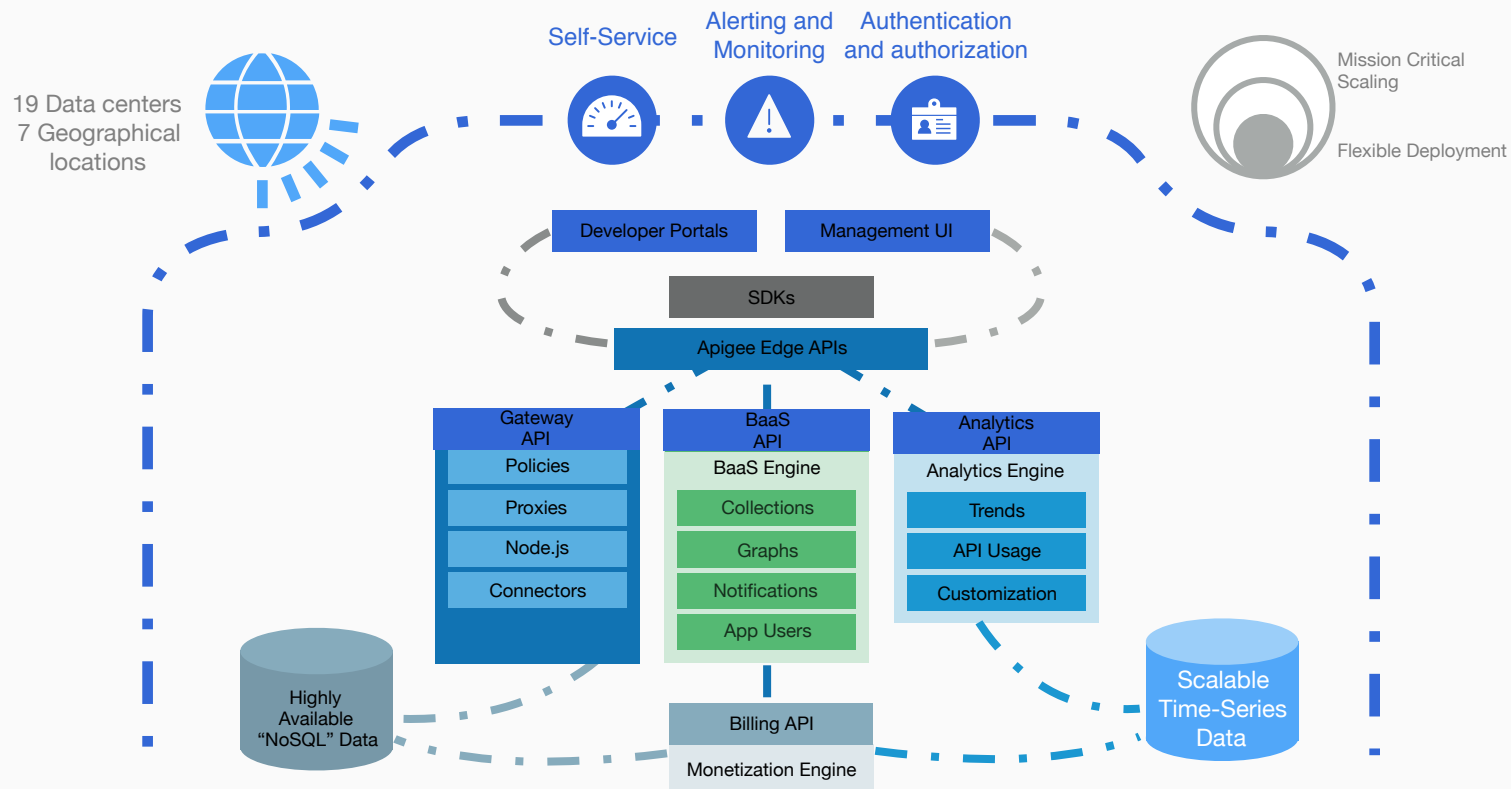 19 Data centers
7 Geographical
locations
Self-Service
Alerting and
Monitoring
Authentication
and authorization
Mission Critical
Scaling
Flexible Deployment
Developer Portals
Management UI
SDKs
Apigee Edge APIs
Gateway
API
Policies
Proxies
Node.js
Connectors
BaaS
API
BaaS Engine
Collections
Graphs
Notifications
App Users
Analytics
API
Analytics Engine
Trends
API Usage
Customization
Highly
Available
“NoSQL” Data
Billing API
Monetization Engine
Scalable
Time-Series
Data